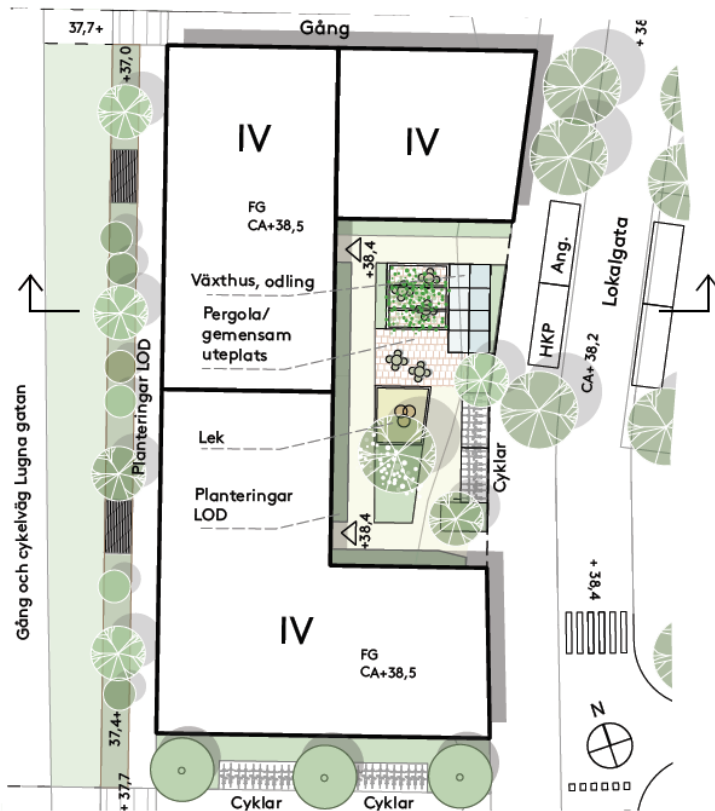 37,7+
Gång
+38
+37,0
IV
IV
FG
CA+38,5
+38,4
Växthus, odling
Pergola/
gemensam
uteplats
Ang.
HKP
Lokalgata
CA+ 38,2
Planteringar LOD
Gång och cykelväg Lugna gatan
Lek
Planteringar
LOD
Cyklar
+38,4
+ 38,4
IV
FG
CA+38,5
N
37,4+
+ 37,7
Cyklar
Cyklar